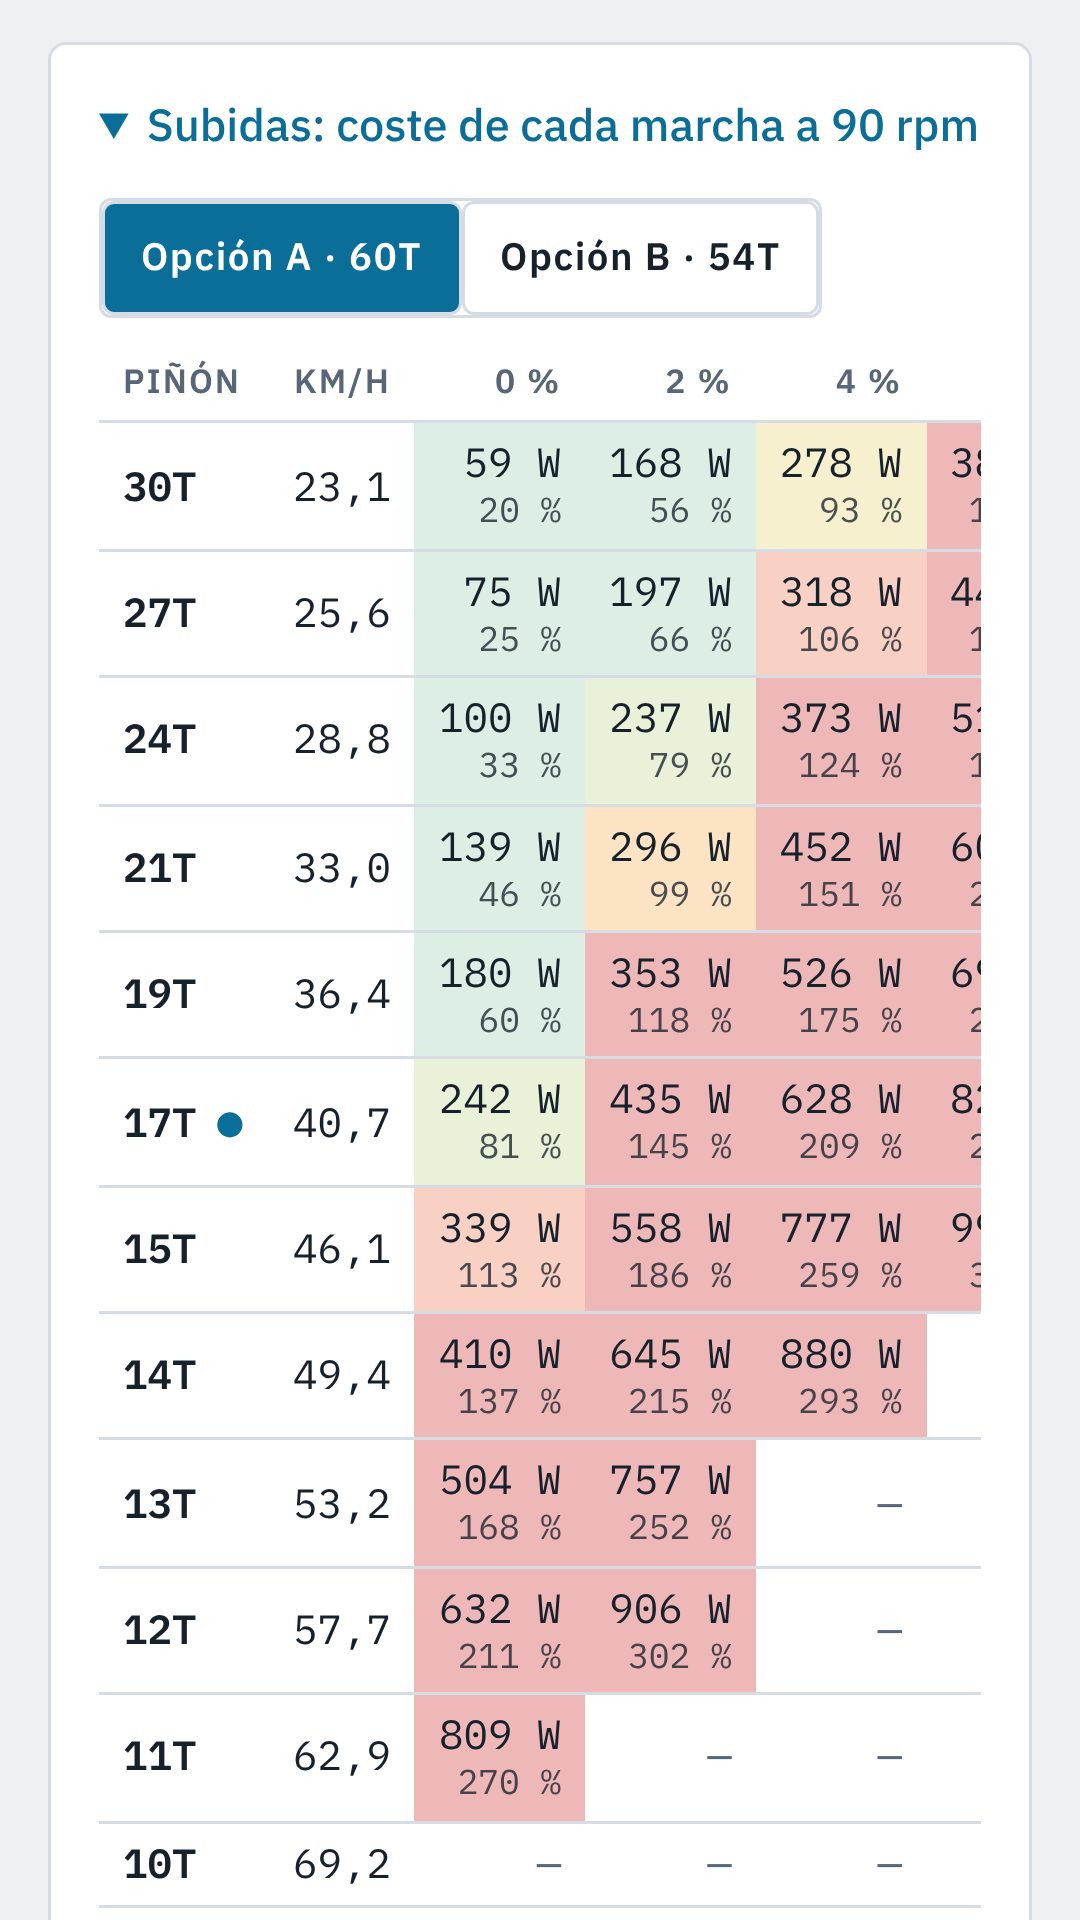 ▼ Subidas: coste de cada marcha a 90 rpm
Opción A · 60T Opción B · 54T
PIÑÓN KM/H 0 % 2 % 4 %
30T 23,1 59 W 168 W 278 W
20 % 56 % 93 %
27T 25,6 75 W 197 W 318 W
25 % 66 % 106 %
24T 28,8 100 W 237 W 373 W
33 % 79 % 124 %
21T 33,0 139 W 296 W 452 W
46 % 99 % 151 %
19T 36,4 180 W 353 W 526 W
60 % 118 % 175 %
17T ● 40,7 242 W 435 W 628 W
81 % 145 % 209 %
15T 46,1 339 W 558 W 777 W
113 % 186 % 259 %
14T 49,4 410 W 645 W 880 W
137 % 215 % 293 %
13T 53,2 504 W 757 W –
168 % 252 %
12T 57,7 632 W 906 W –
211 % 302 %
11T 62,9 809 W – –
270 %
10T 69,2 – – –